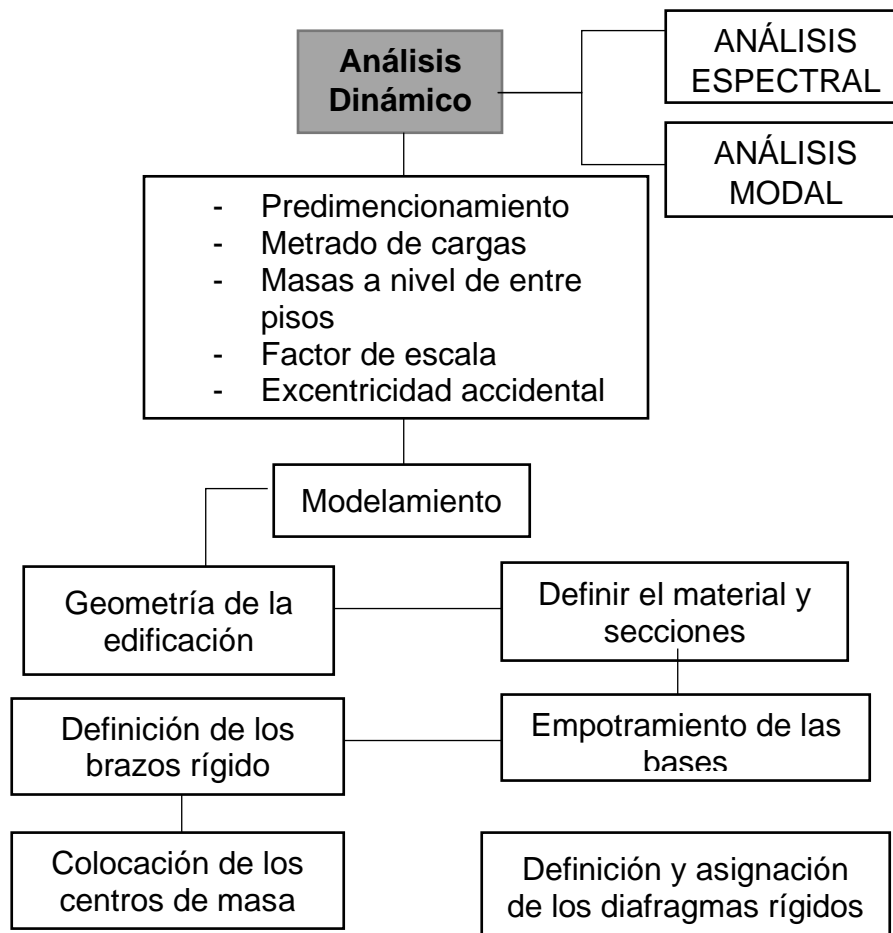 Análisis
Dinámico
ANÁLISIS
ESPECTRAL
ANÁLISIS
MODAL
- Predimencionamiento
- Metrado de cargas
- Masas a nivel de entre
pisos
- Factor de escala
- Excentricidad accidental
Modelamiento
Geometría de la
edificación
Definir el material y
secciones
Definición de los
brazos rígido
Empotramiento de las
bases
Colocación de los
centros de masa
Definición y asignación
de los diafragmas rígidos